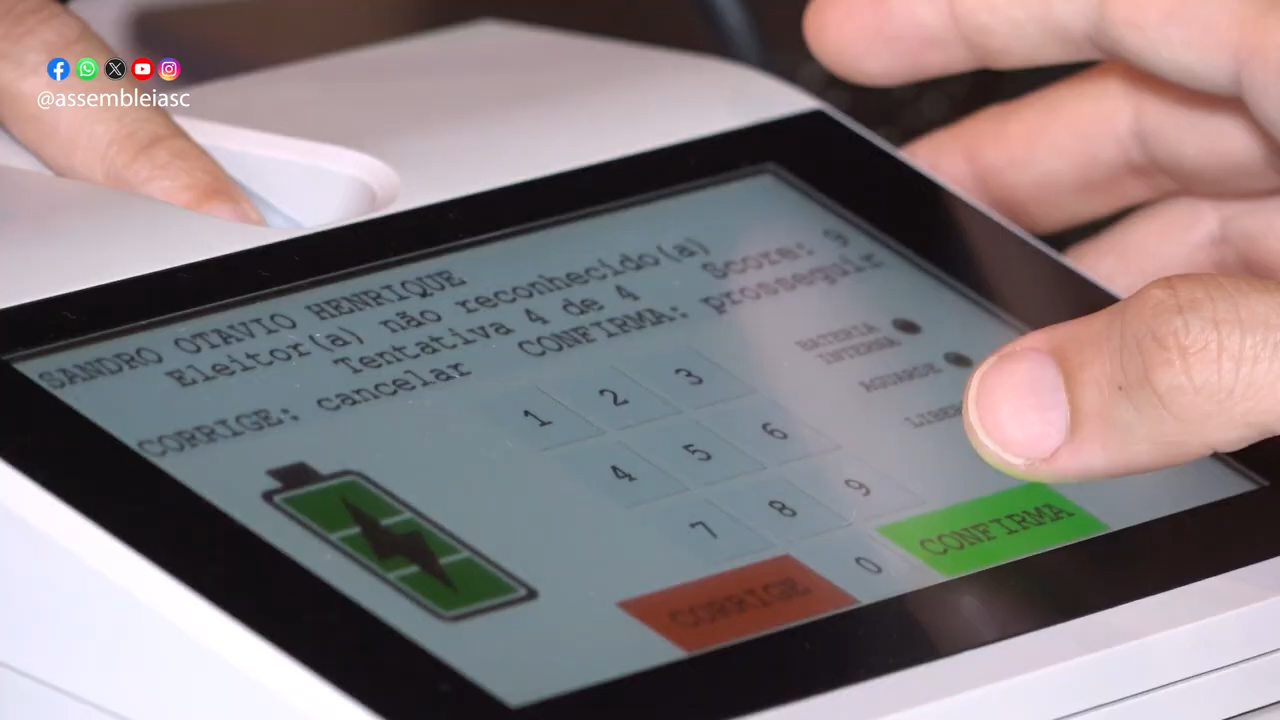 @assembleiasc
SANDRO OTAVIO HENRIQUE
Eleitor(a) não reconhecido(a)
Tentativa 4 de 4 Score: 9
CORRIGE: cancelar CONFIRMA: prosseguir
BATERIA
INTERNA
AGUARDE
1 2 3
4 5 6
7 8 9
CORRIGE 0 CONFIRMA